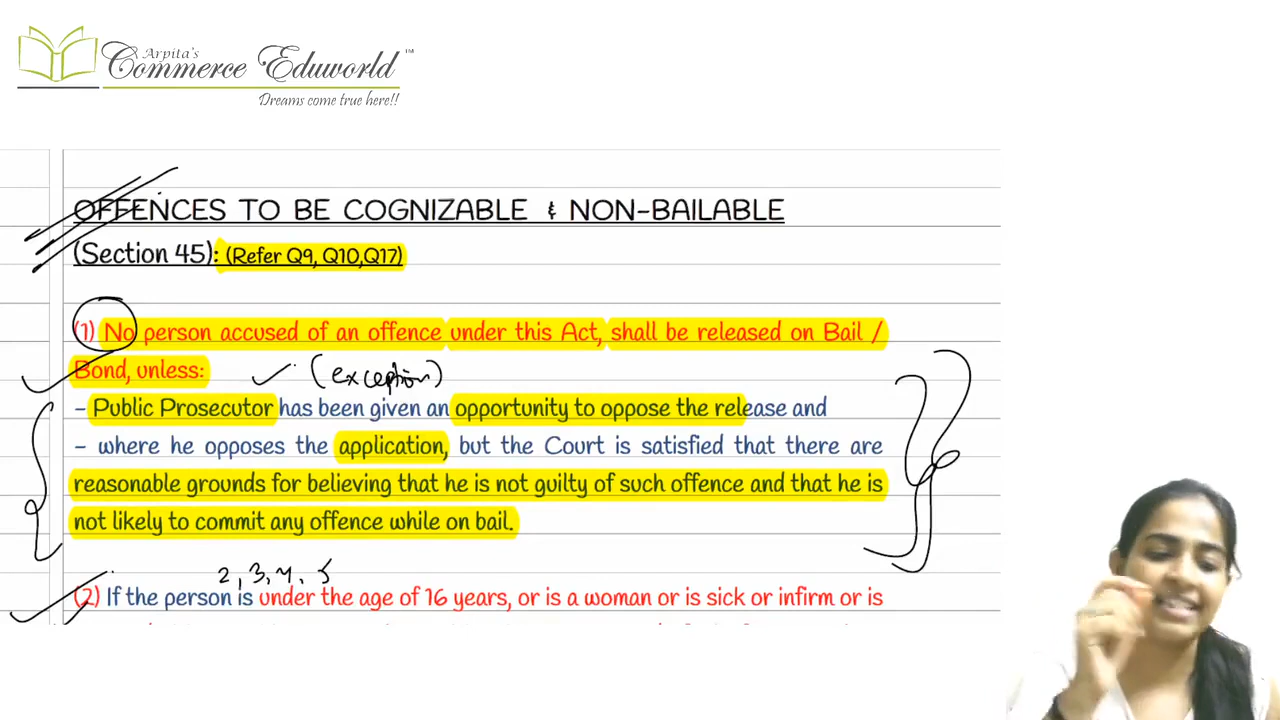 Arpita's
Commerce Eduworld™
Dreams come true here!!
OFFENCES TO BE COGNIZABLE & NON-BAILABLE
(Section 45): (Refer Q9, Q10,Q17)
(1) No person accused of an offence under this Act, shall be released on Bail /
Bond, unless: (exception)
- Public Prosecutor has been given an opportunity to oppose the release and
- where he opposes the application, but the Court is satisfied that there are
reasonable grounds for believing that he is not guilty of such offence and that he is
not likely to commit any offence while on bail.
2, 3, 4, 5
(2) If the person is under the age of 16 years, or is a woman or is sick or infirm or is